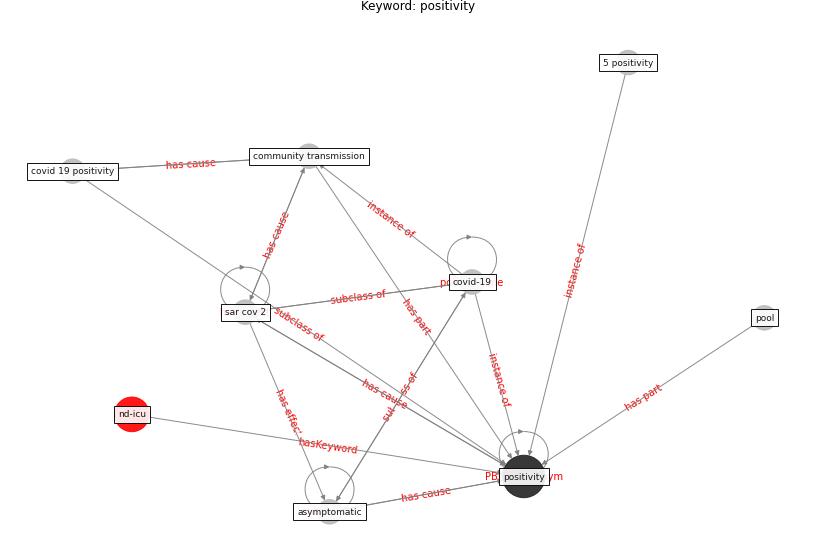 Keyword: positivity
5 positivity
community transmission
covid 19 positivity
has cause
instance of
has cause
instance of
covid-19
subclass of
sar cov 2
has part
pool
subclass of
instance of
has cause
has part
has effec
nd-icu
hasKeyword
positivity
has cause
asymptomatic